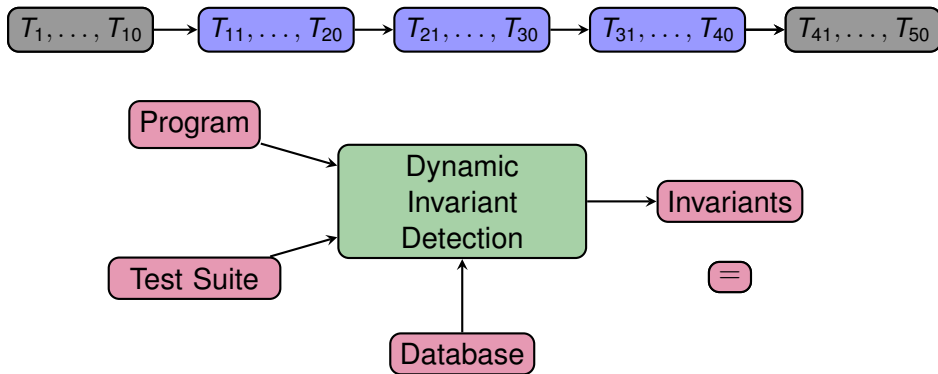 T₁, . . . , T₁₀ T₁₁, . . . , T₂₀ T₂₁, . . . , T₃₀ T₃₁, . . . , T₄₀ T₄₁, . . . , T₅₀
Program
Dynamic
Invariant
Detection
Invariants
Test Suite
=
Database